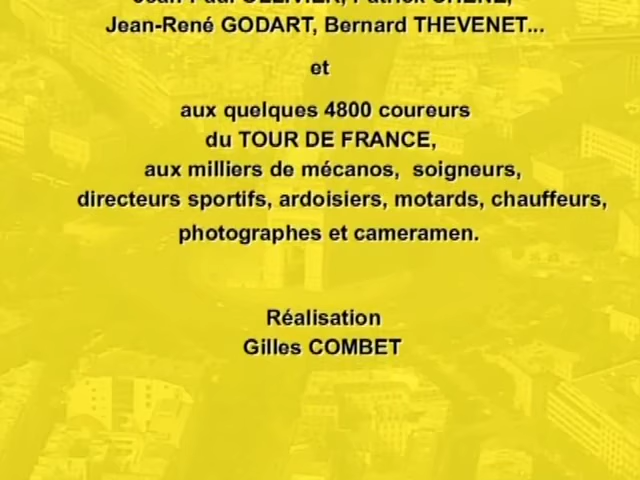 Jean-René GODART, Bernard THEVENET...
et
aux quelques 4800 coureurs
du TOUR DE FRANCE,
aux milliers de mécanos, soigneurs,
directeurs sportifs, ardoisiers, motards, chauffeurs,
photographes et cameramen.
Réalisation
Gilles COMBET